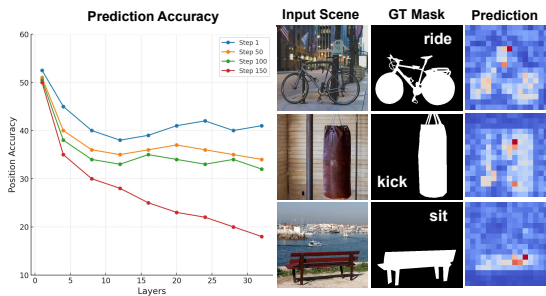 Prediction Accuracy
Input Scene
GT Mask
Prediction
60
50
40
30
20
10
0
5
10
15
20
25
30
Position Accuracy
Layers
Step 1
Step 50
Step 100
Step 150
ride
kick
sit